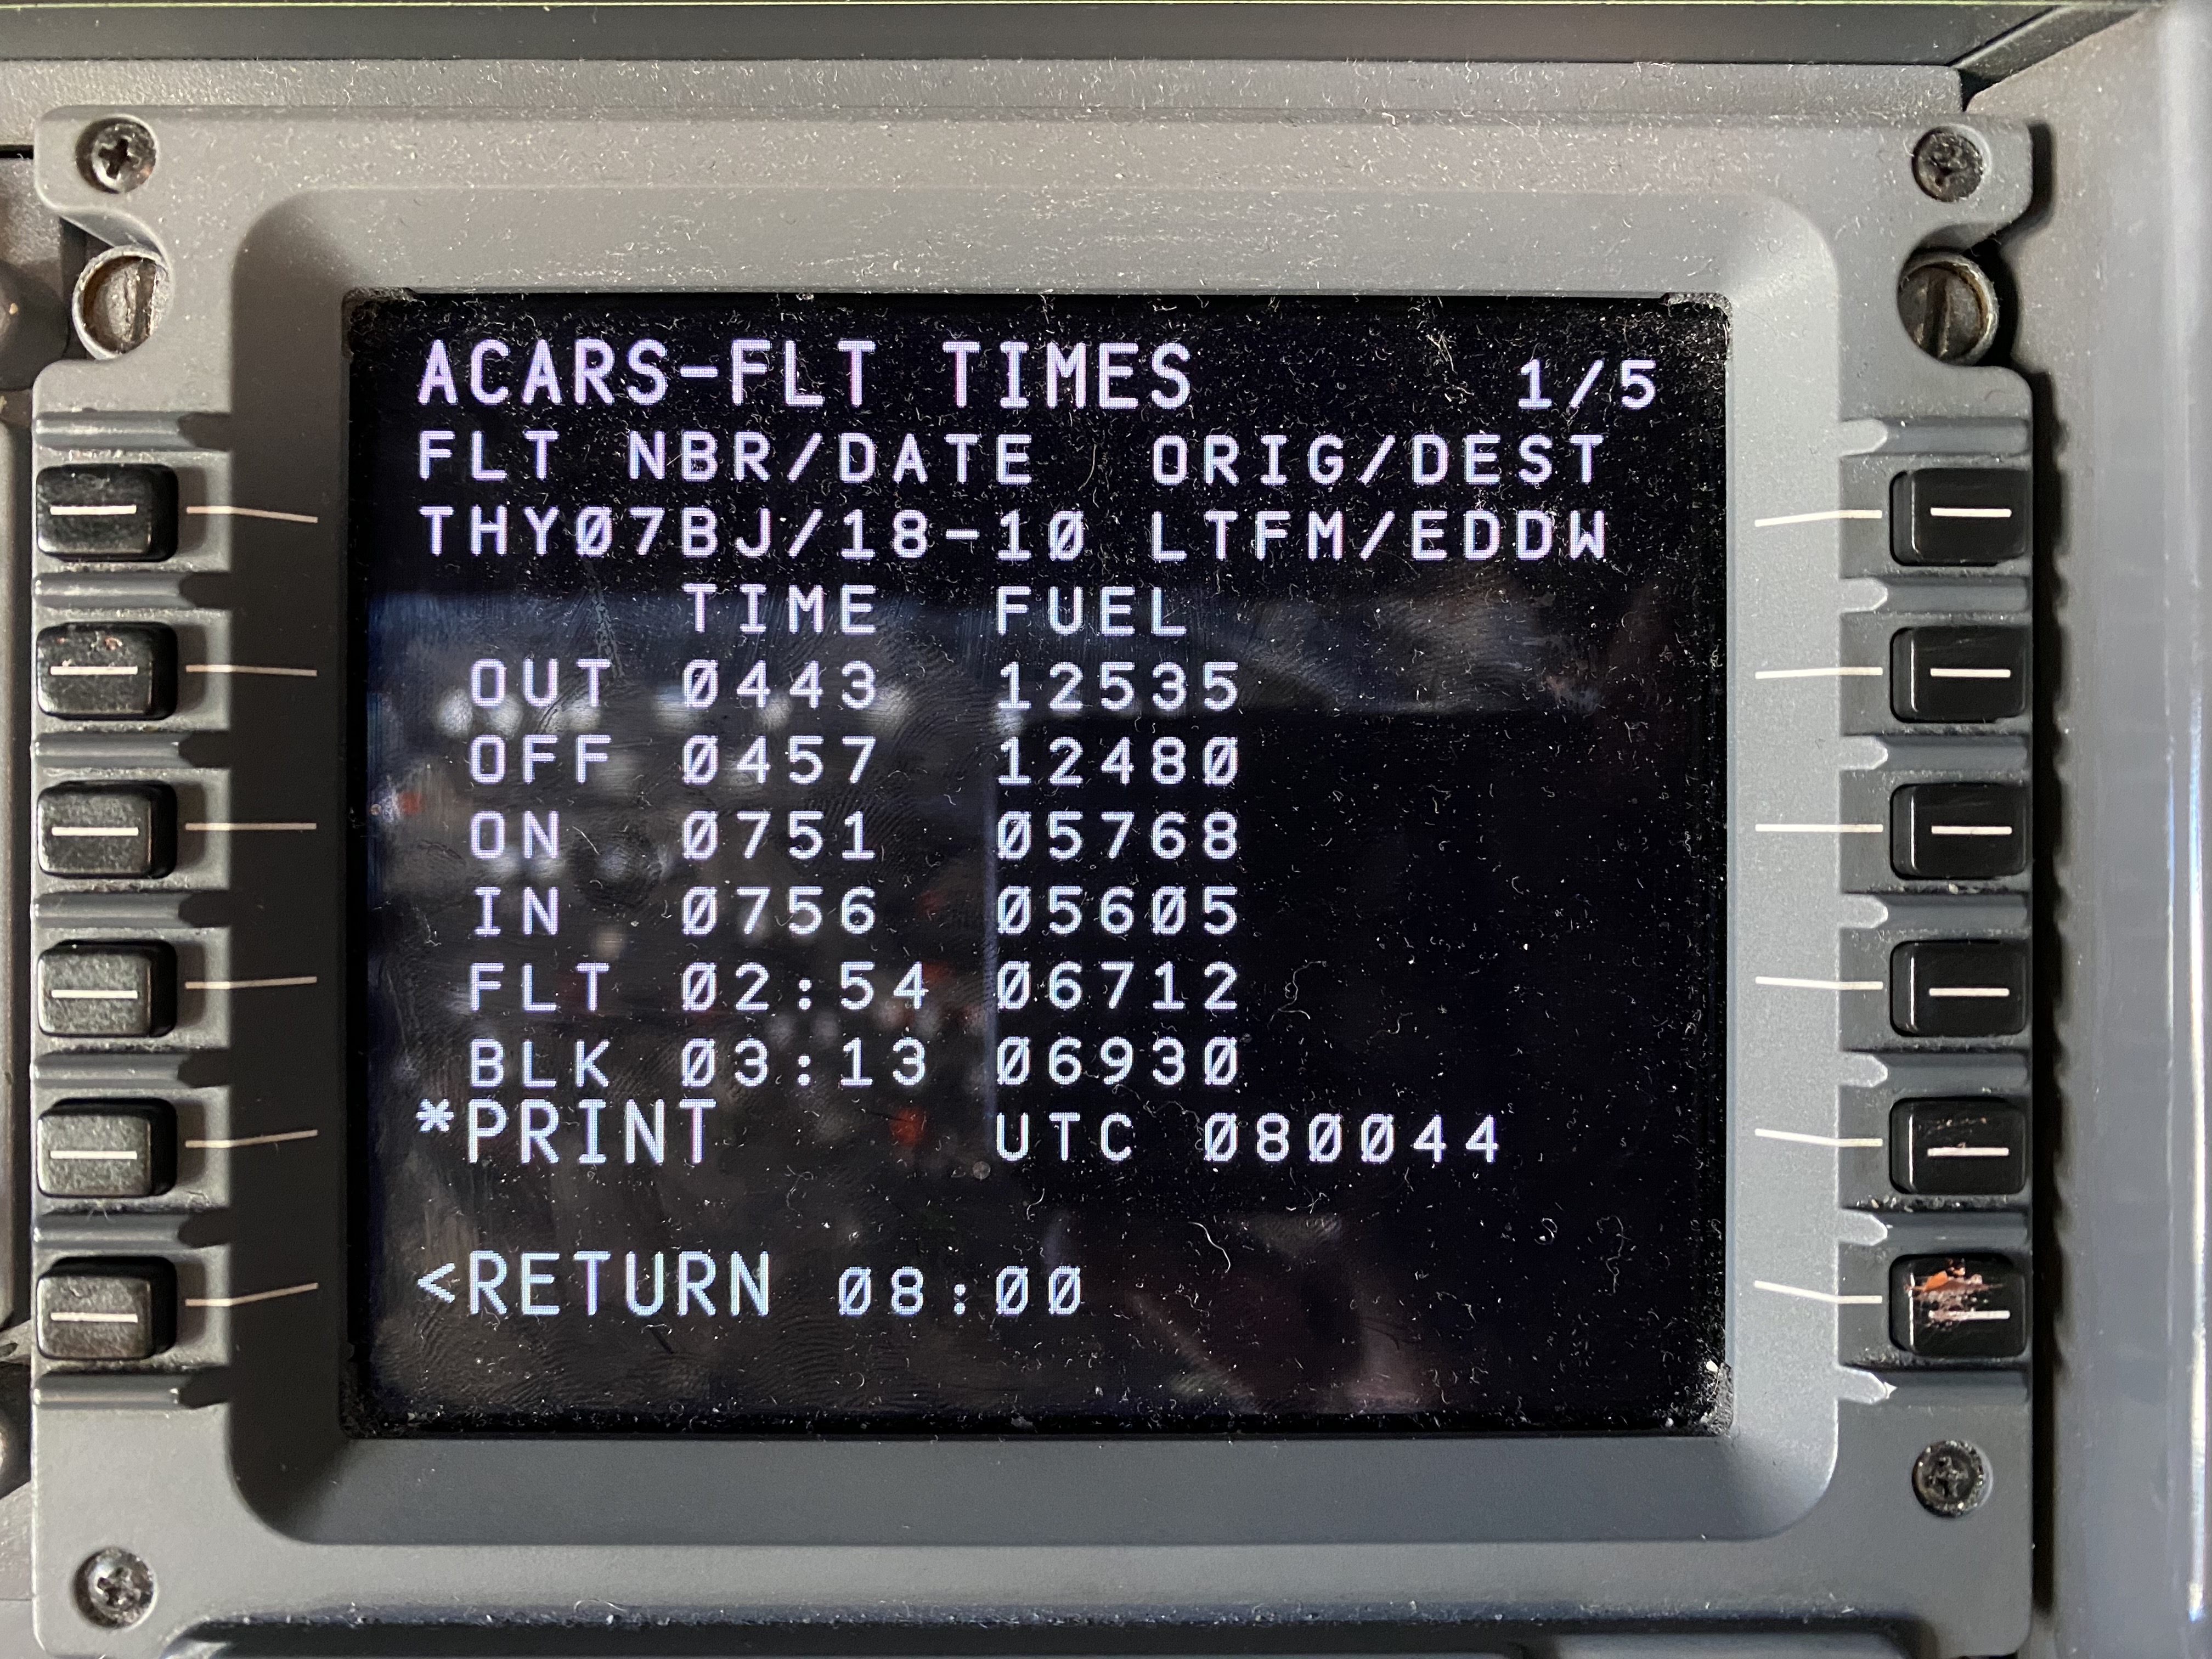 ACARS-FLT TIMES 1/5
FLT NBR/DATE ORIG/DEST
THY07BJ/18-10 LTFM/EDDW
TIME FUEL
OUT 0443 12535
OFF 0457 12480
ON 0751 05768
IN 0756 05605
FLT 02:54 06712
BLK 03:13 06930
*PRINT UTC 080044
<RETURN 08:00